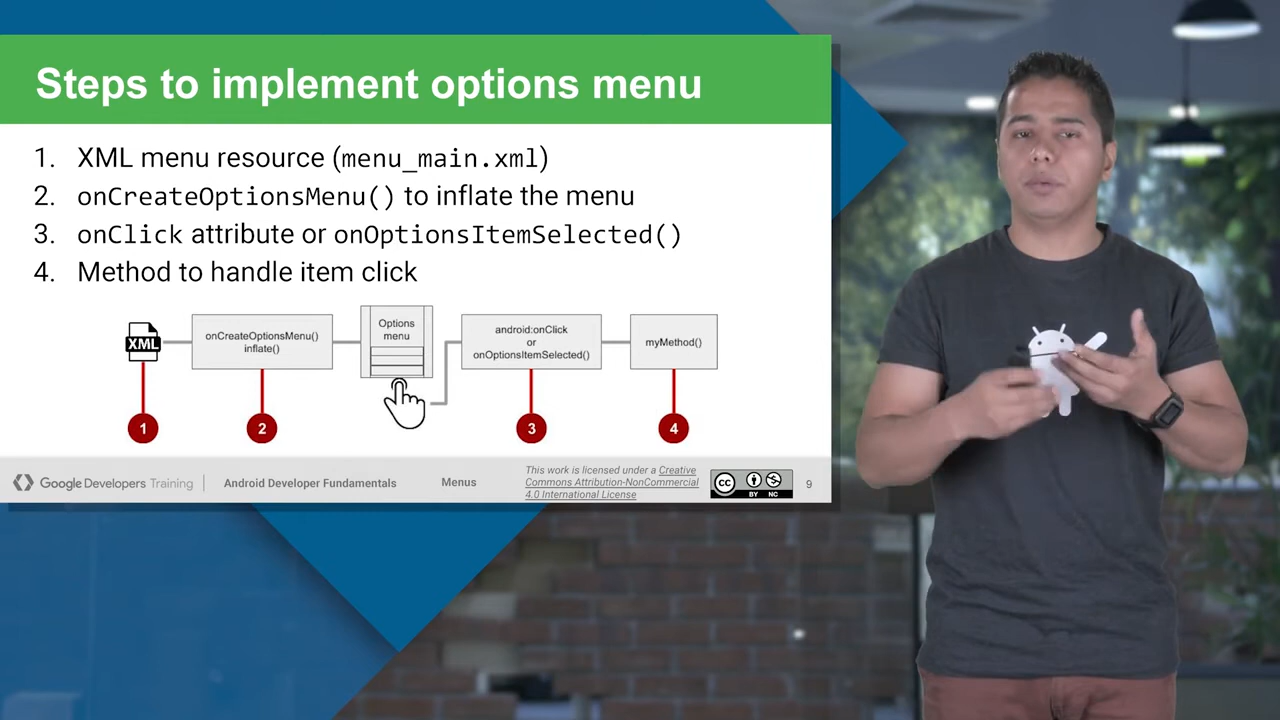 Steps to implement options menu
1. XML menu resource (menu_main.xml)
2. onCreateOptionsMenu() to inflate the menu
3. onClick attribute or onOptionsItemSelected()
4. Method to handle item click
XML
onCreateOptionsMenu()
inflate()
Options
menu
android:onClick
or
onOptionsItemSelected()
myMethod()
1
2
3
4
Google Developers Training
Android Developer Fundamentals
Menus
This work is licensed under a Creative
Commons Attribution-NonCommercial
4.0 International License
cc
BY NC
9